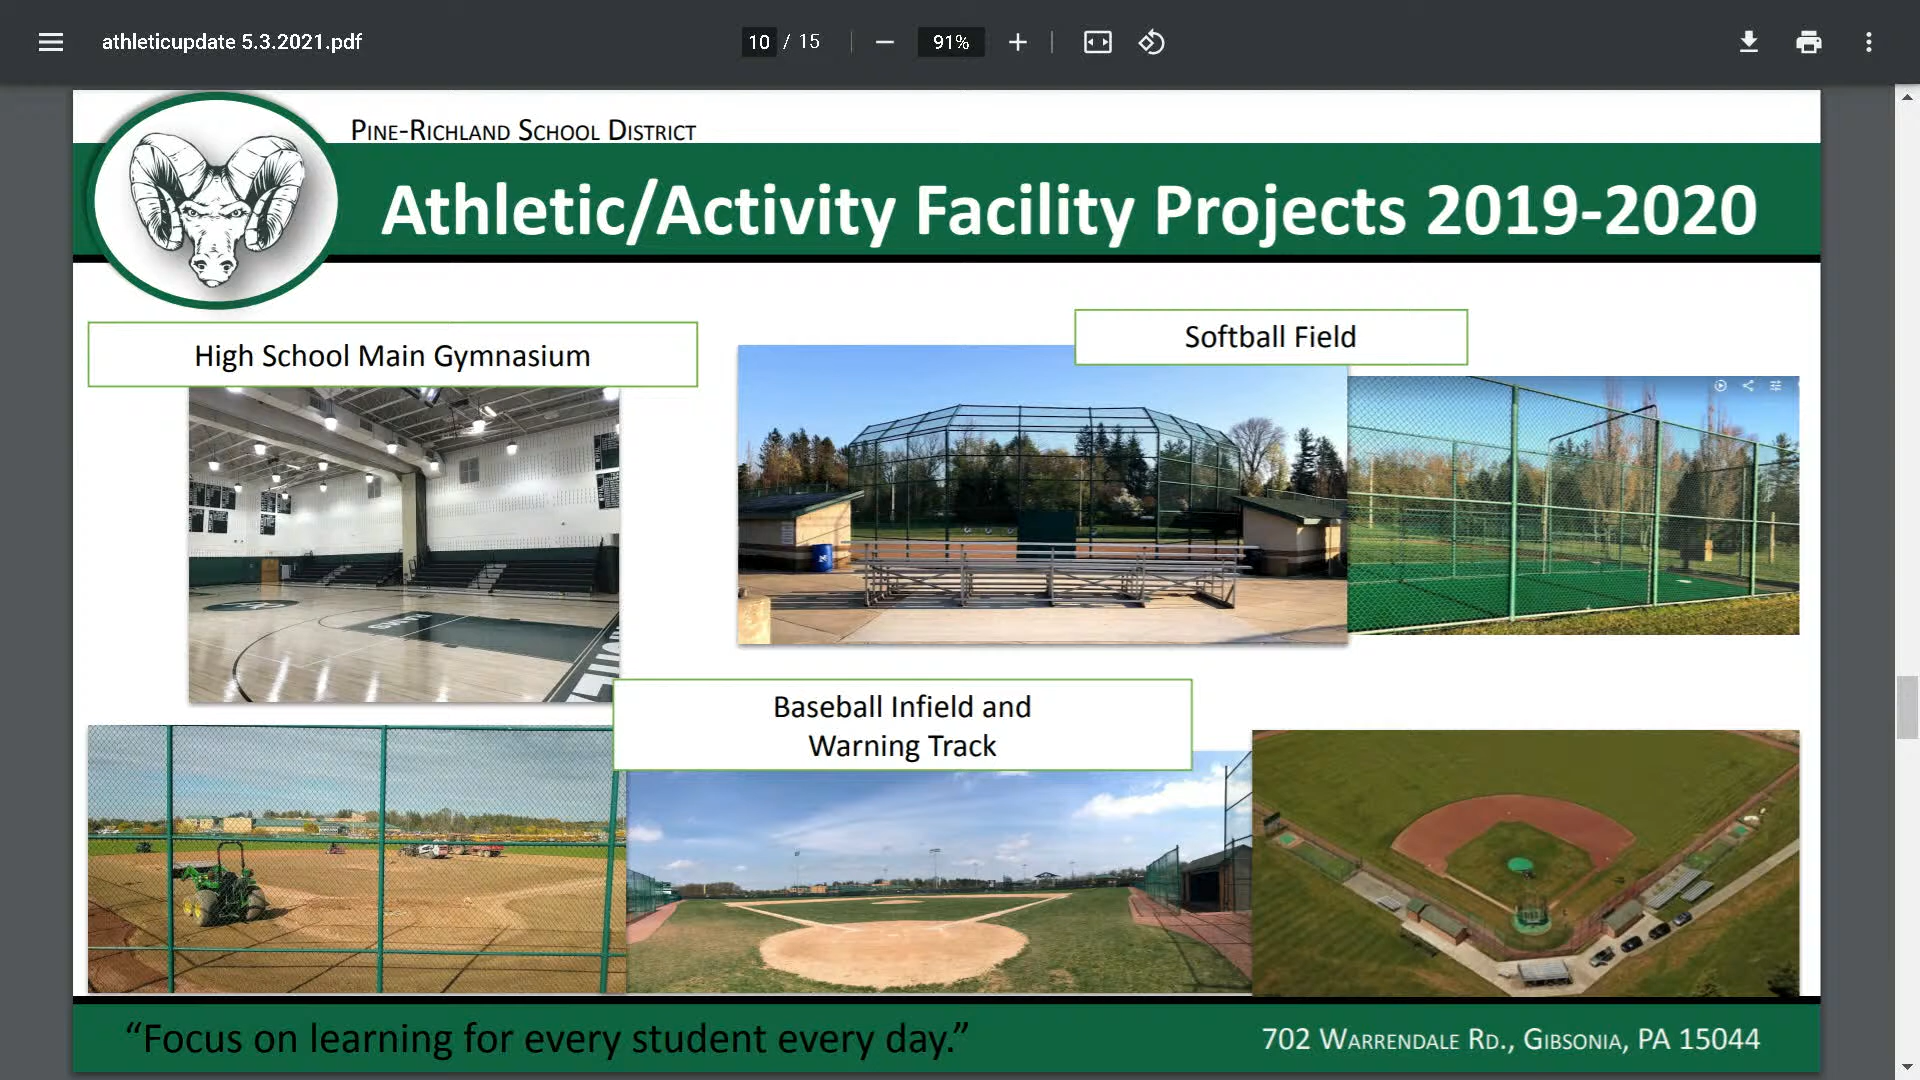 athleticupdate 5.3.2021.pdf
10 / 15
91%
PINE-RICHLAND SCHOOL DISTRICT
Athletic/Activity Facility Projects 2019-2020
High School Main Gymnasium
Softball Field
RAMS
Baseball Infield and
Warning Track
“Focus on learning for every student every day.”
702 WARRENDALE RD., GIBSONIA, PA 15044